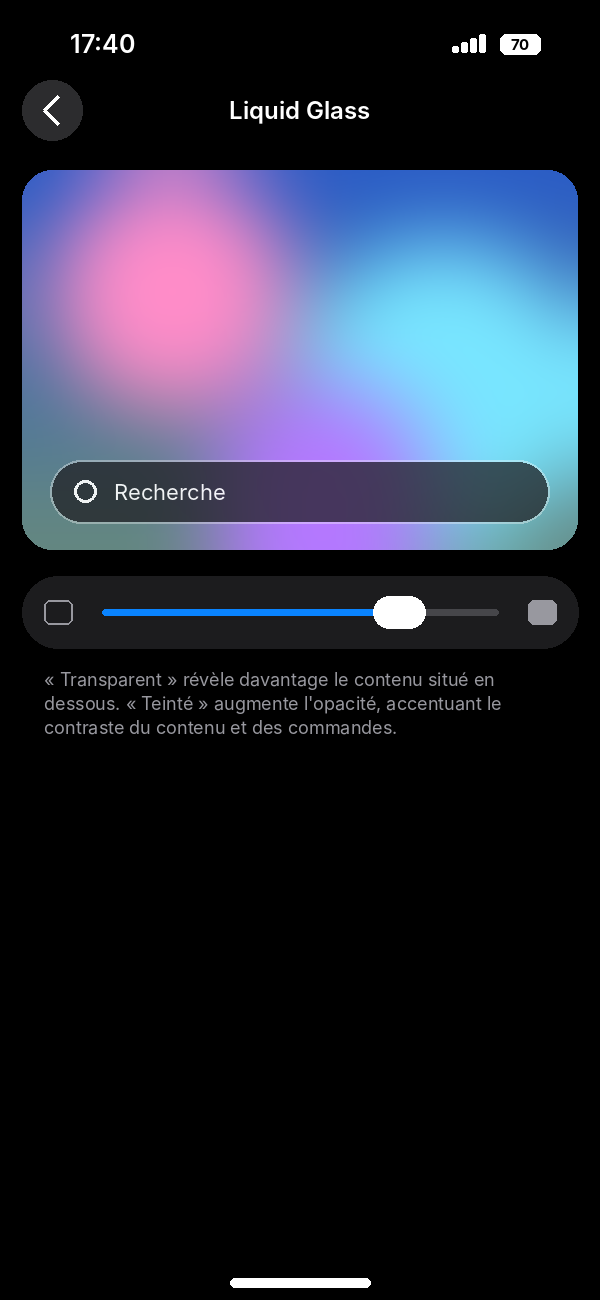 17:40
70
Liquid Glass
Recherche
« Transparent » révèle davantage le contenu situé en
dessous. « Teinté » augmente l'opacité, accentuant le
contraste du contenu et des commandes.